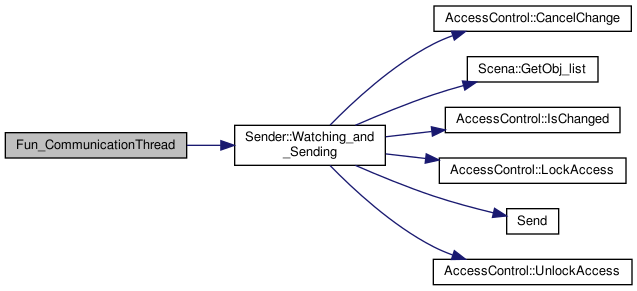 Fun_CommunicationThread
Sender::Watching_and
_Sending
AccessControl::CancelChange
Scena::GetObj_list
AccessControl::IsChanged
AccessControl::LockAccess
Send
AccessControl::UnlockAccess